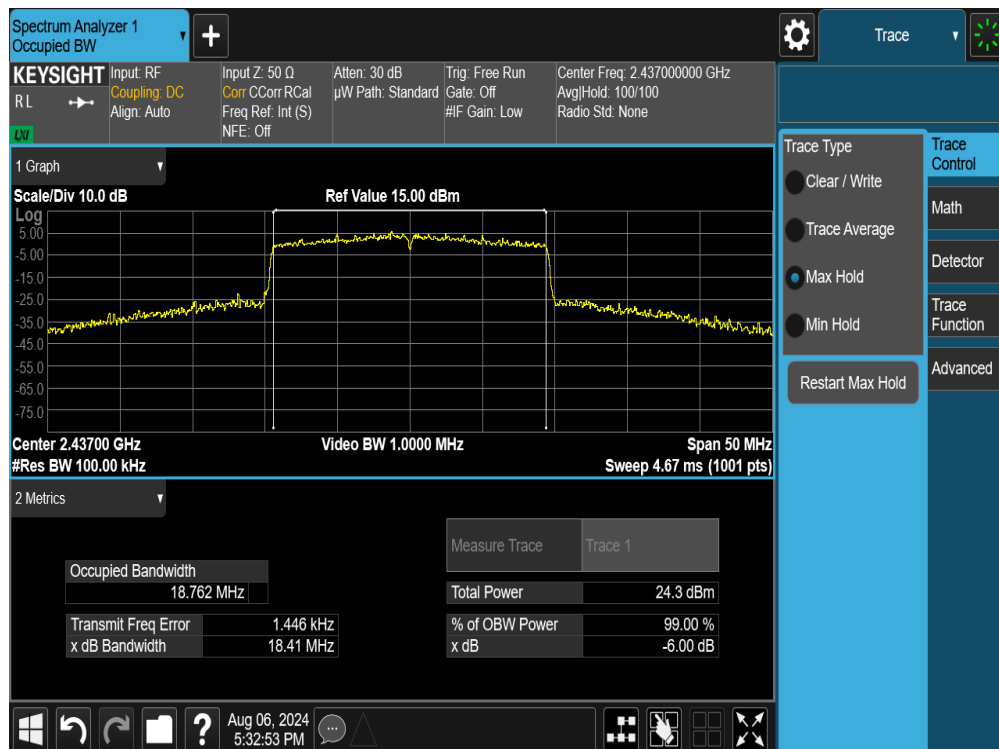 Spectrum Analyzer 1
Occupied BW
+
Trace
KEYSIGHT
RL
LXI
Input: RF
Coupling: DC
Align: Auto
Input Z: 50 Ω
Corr CCorr RCal
Freq Ref: Int (S)
NFE: Off
Atten: 30 dB
µW Path: Standard
Trig: Free Run
Gate: Off
#IF Gain: Low
Center Freq: 2.437000000 GHz
Avg|Hold: 100/100
Radio Std: None
1 Graph
Scale/Div 10.0 dB
Ref Value 15.00 dBm
Log
5.00
-5.00
-15.0
-25.0
-35.0
-45.0
-55.0
-65.0
-75.0
Center 2.43700 GHz
Video BW 1.0000 MHz
Span 50 MHz
#Res BW 100.00 kHz
Sweep 4.67 ms (1001 pts)
2 Metrics
Measure Trace
Trace 1
Occupied Bandwidth
18.762 MHz
Total Power
24.3 dBm
Transmit Freq Error
1.446 kHz
% of OBW Power
99.00 %
x dB Bandwidth
18.41 MHz
x dB
-6.00 dB
Trace Type
Clear / Write
Trace Average
Max Hold
Min Hold
Restart Max Hold
Trace
Control
Math
Detector
Trace
Function
Advanced
?
Aug 06, 2024
5:32:53 PM